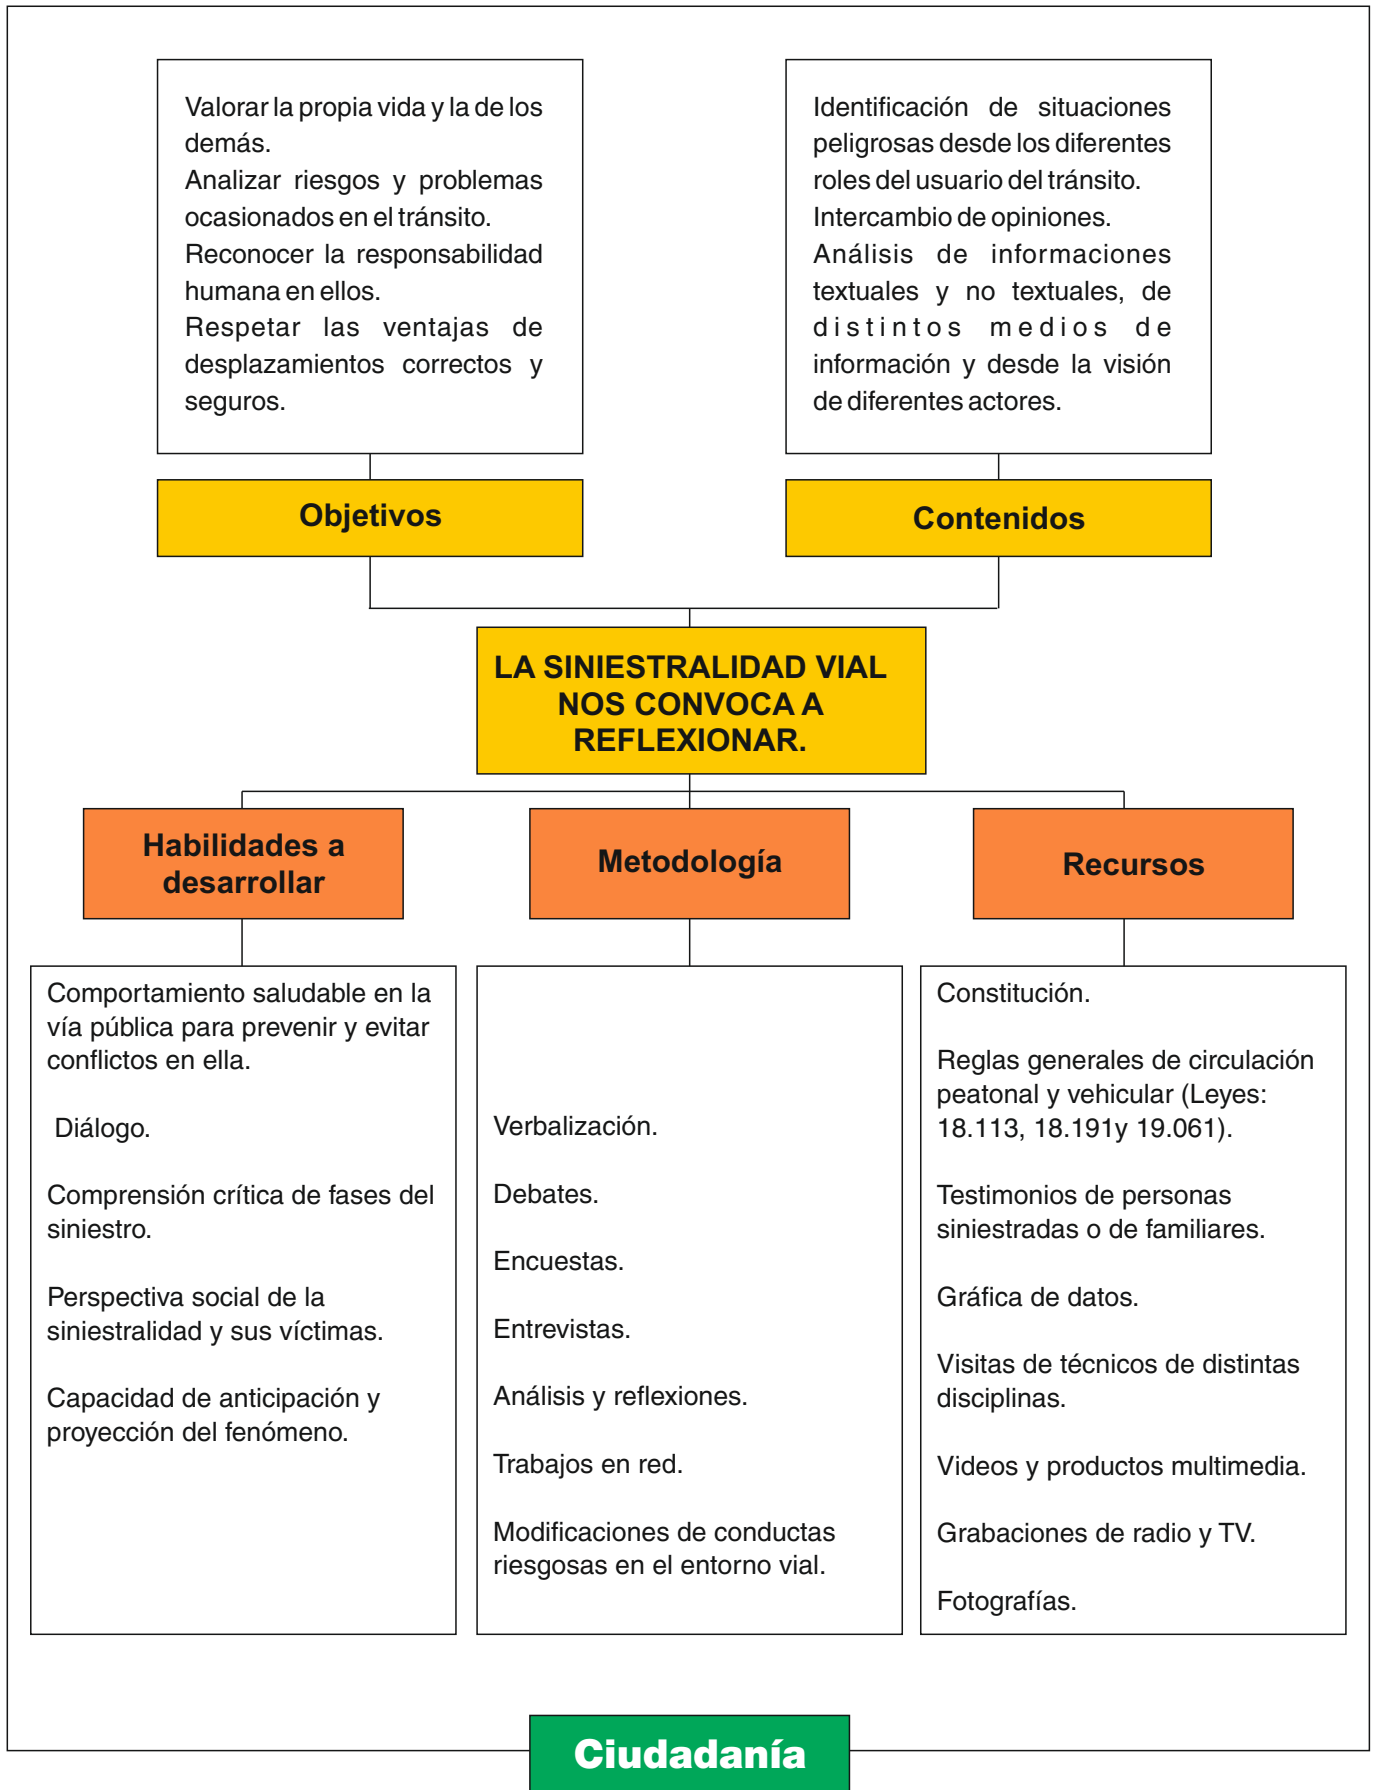 Valorar la propia vida y la de los
demás.
Analizar riesgos y problemas
ocasionados en el tránsito.
Reconocer la responsabilidad
humana en ellos.
Respetar las ventajas de
desplazamientos correctos y
seguros.
Objetivos
Identificación de situaciones
peligrosas desde los diferentes
roles del usuario del tránsito.
Intercambio de opiniones.
Análisis de informaciones
textuales y no textuales, de
distintos medios de
información y desde la visión
de diferentes actores.
Contenidos
LA SINIESTRALIDAD VIAL
NOS CONVOCA A
REFLEXIONAR.
Habilidades a
desarrollar
Comportamiento saludable en la
vía pública para prevenir y evitar
conflictos en ella.
Diálogo.
Comprensión crítica de fases del
siniestro.
Perspectiva social de la
siniestralidad y sus víctimas.
Capacidad de anticipación y
proyección del fenómeno.
Metodología
Verbalización.
Debates.
Encuestas.
Entrevistas.
Análisis y reflexiones.
Trabajos en red.
Modificaciones de conductas
riesgosas en el entorno vial.
Recursos
Constitución.
Reglas generales de circulación
peatonal y vehicular (Leyes:
18.113, 18.191y 19.061).
Testimonios de personas
siniestradas o de familiares.
Gráfica de datos.
Visitas de técnicos de distintas
disciplinas.
Videos y productos multimedia.
Grabaciones de radio y TV.
Fotografías.
Ciudadanía